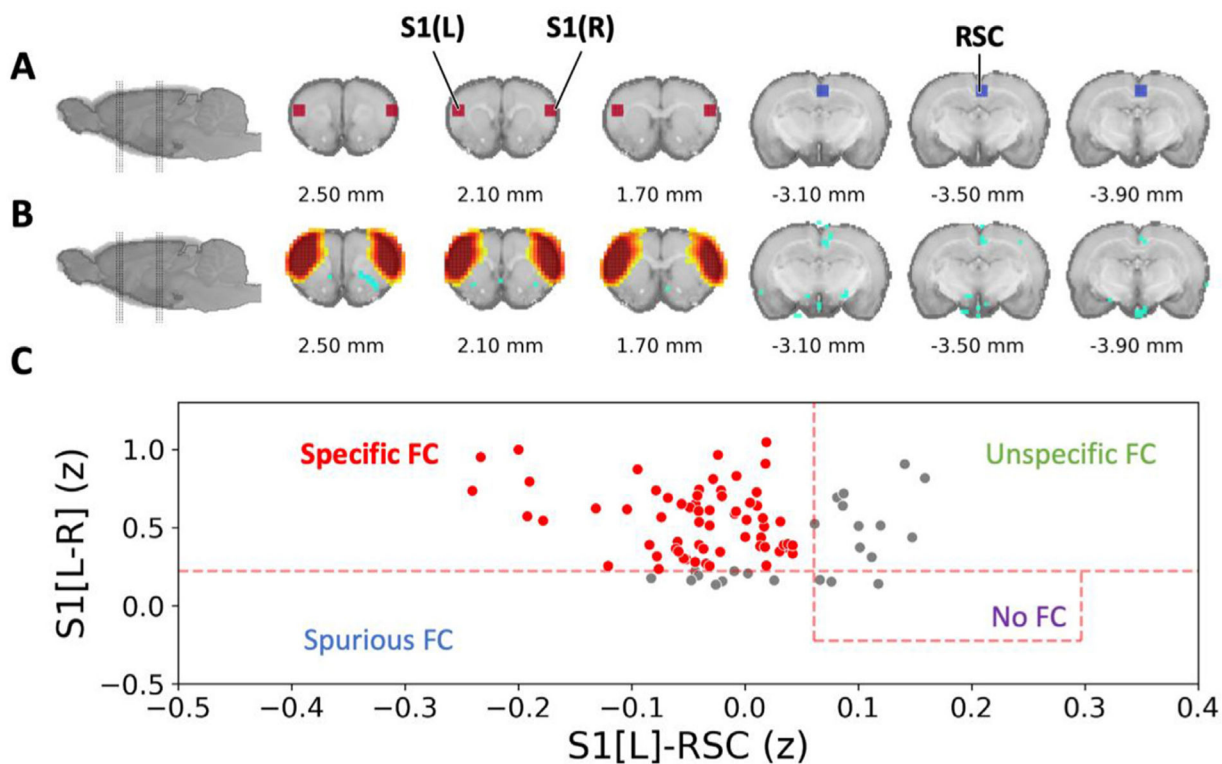 S1(L) S1(R) RSC
A
2.50 mm 2.10 mm 1.70 mm -3.10 mm -3.50 mm -3.90 mm
B
2.50 mm 2.10 mm 1.70 mm -3.10 mm -3.50 mm -3.90 mm
C
Specific FC Unspecific FC
Spurious FC No FC
S1[L-R] (z)
1.0
0.5
0.0
−0.5
−0.5 −0.4 −0.3 −0.2 −0.1 0.0 0.1 0.2 0.3 0.4
S1[L]-RSC (z)